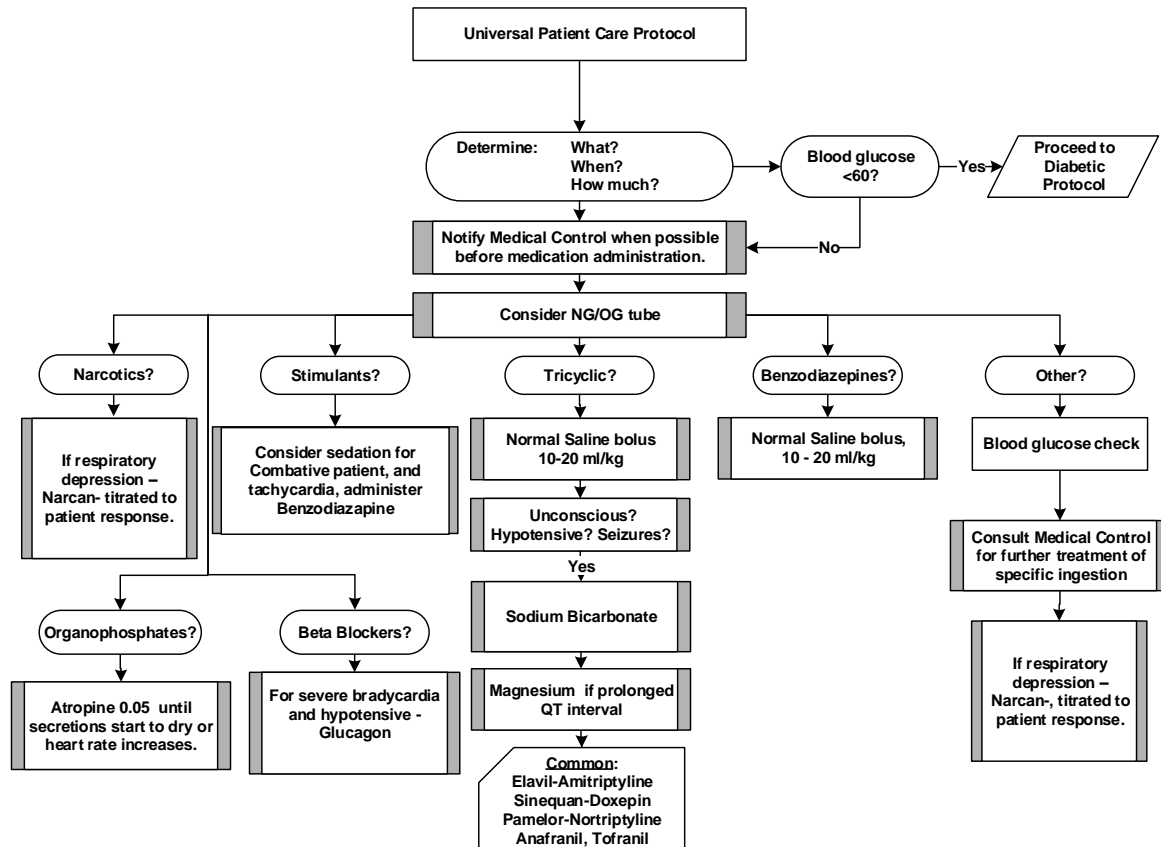 Universal Patient Care Protocol
Determine: What?
When?
How much?
Blood glucose
<60?
Yes
Proceed to
Diabetic
Protocol
No
Notify Medical Control when possible
before medication administration.
Consider NG/OG tube
Narcotics?
Stimulants?
Tricyclic?
Benzodiazepines?
Other?
If respiratory
depression –
Narcan- titrated to
patient response.
Consider sedation for
Combative patient, and
tachycardia, administer
Benzodiazapine
Normal Saline bolus
10-20 ml/kg
Normal Saline bolus,
10 - 20 ml/kg
Blood glucose check
Unconscious?
Hypotensive? Seizures?
Yes
Consult Medical Control
for further treatment of
specific ingestion
Organophosphates?
Beta Blockers?
Sodium Bicarbonate
If respiratory
depression –
Narcan-, titrated to
patient response.
Atropine 0.05 until
secretions start to dry or
heart rate increases.
For severe bradycardia
and hypotensive -
Glucagon
Magnesium if prolonged
QT interval
Common:
Elavil-Amitriptyline
Sinequan-Doxepin
Pamelor-Nortriptyline
Anafranil, Tofranil